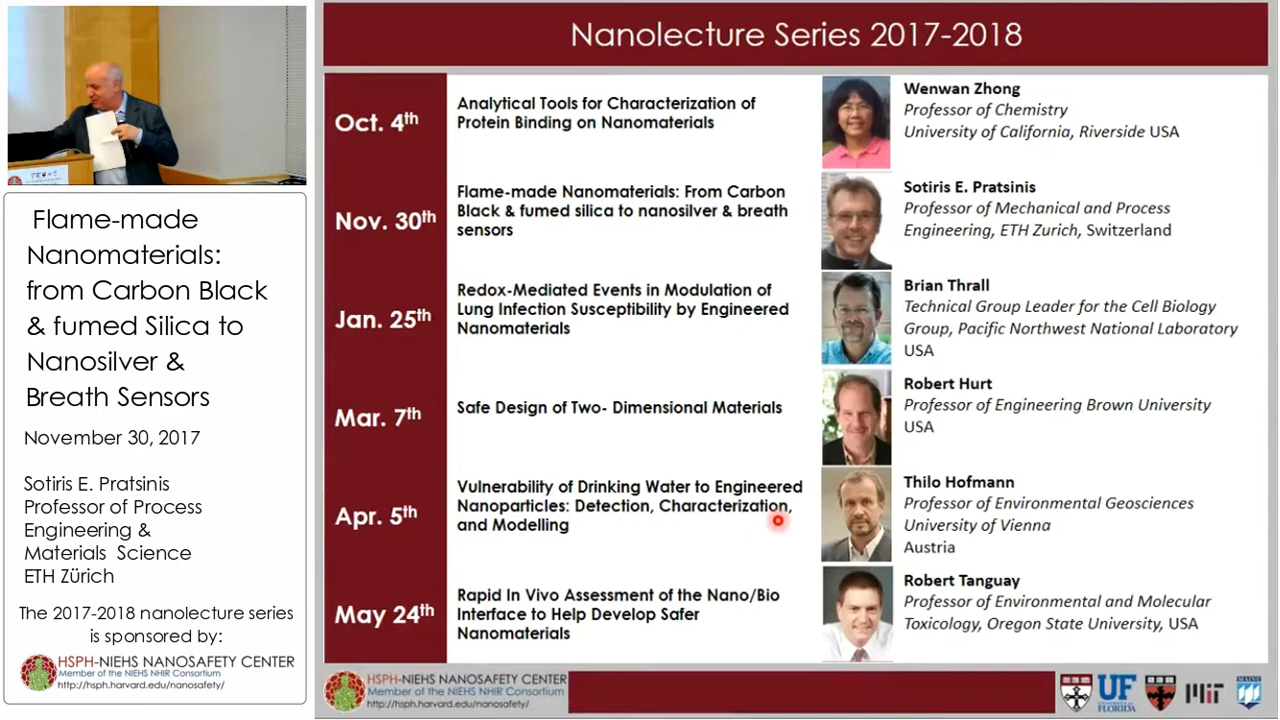 Nanolecture Series 2017-2018
Oct. 4th
Analytical Tools for Characterization of
Protein Binding on Nanomaterials
Wenwan Zhong
Professor of Chemistry
University of California, Riverside USA
Nov. 30th
Flame-made Nanomaterials: From Carbon
Black & fumed silica to nanosilver & breath
sensors
Sotiris E. Pratsinis
Professor of Mechanical and Process
Engineering, ETH Zurich, Switzerland
Jan. 25th
Redox-Mediated Events in Modulation of
Lung Infection Susceptibility by Engineered
Nanomaterials
Brian Thrall
Technical Group Leader for the Cell Biology
Group, Pacific Northwest National Laboratory
USA
Mar. 7th
Safe Design of Two- Dimensional Materials
Robert Hurt
Professor of Engineering Brown University
USA
Apr. 5th
Vulnerability of Drinking Water to Engineered
Nanoparticles: Detection, Characterization,
and Modelling
Thilo Hofmann
Professor of Environmental Geosciences
University of Vienna
Austria
May 24th
Rapid In Vivo Assessment of the Nano/Bio
Interface to Help Develop Safer
Nanomaterials
Robert Tanguay
Professor of Environmental and Molecular
Toxicology, Oregon State University, USA
HSPH-NIEHS NANOSAFETY CENTER
Member of the NIEHS NHIR Consortium
http://hsph.harvard.edu/nanosafety/
UF
UNIVERSITY of
FLORIDA
MIT
MAINE
Flame-made
Nanomaterials:
from Carbon Black
& fumed Silica to
Nanosilver &
Breath Sensors
November 30, 2017
Sotiris E. Pratsinis
Professor of Process
Engineering &
Materials Science
ETH Zürich
The 2017-2018 nanolecture series
is sponsored by:
HSPH-NIEHS NANOSAFETY CENTER
Member of the NIEHS NHIR Consortium
http://hsph.harvard.edu/nanosafety/